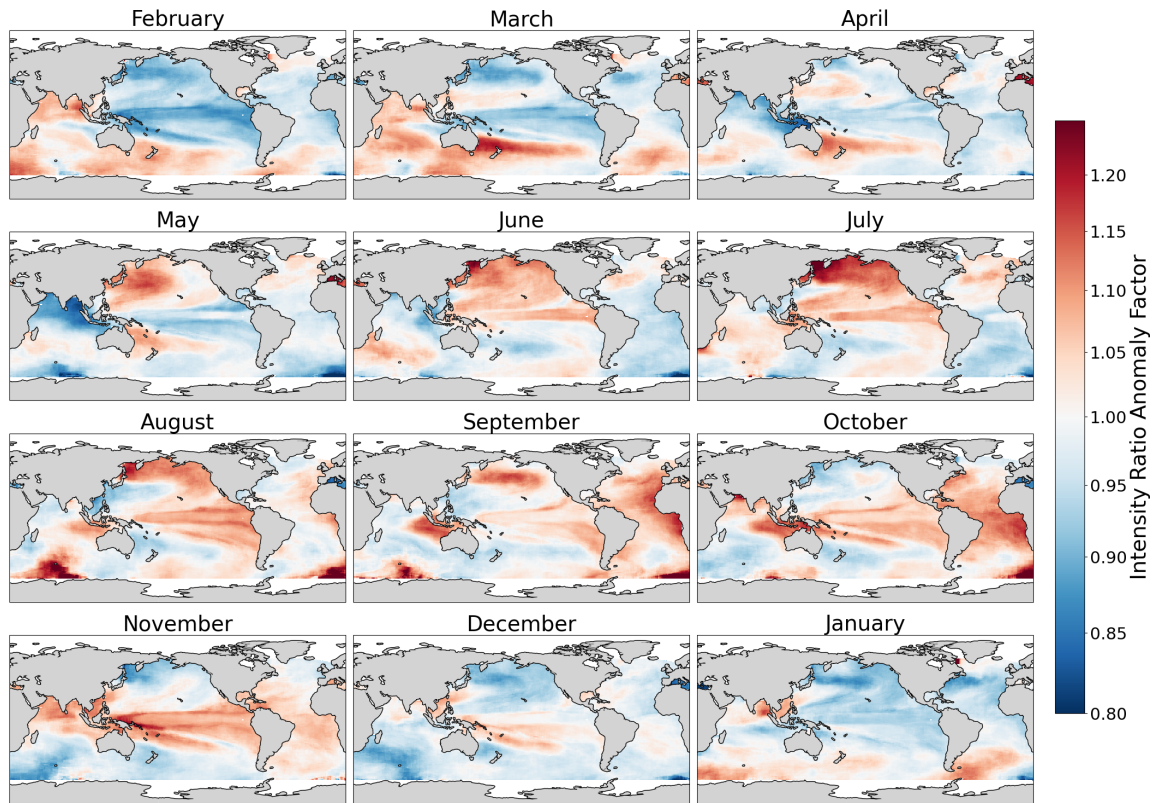 February
March
April
May
June
July
August
September
October
November
December
January
1.20
1.15
1.10
1.05
1.00
0.95
0.90
0.85
0.80
Intensity Ratio Anomaly Factor